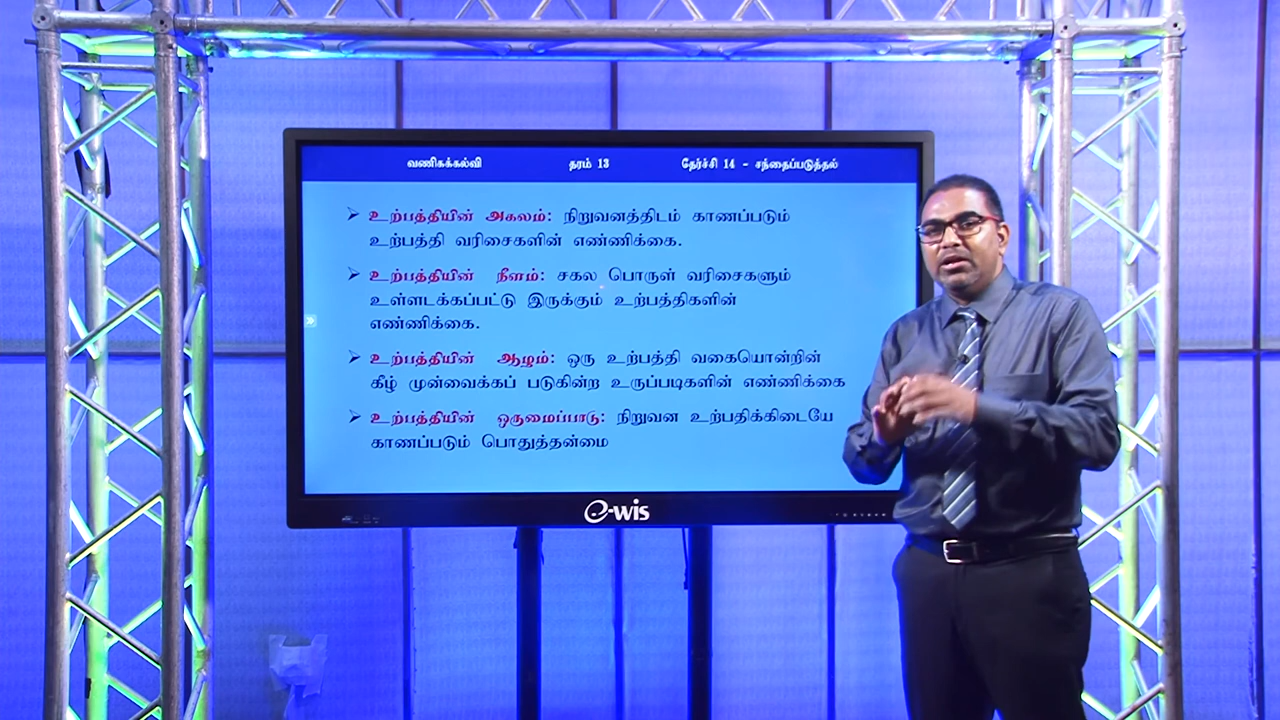 வணிகக்கல்வி தரம் 13 தேர்ச்சி 14 - சந்தைப்படுத்தல்
➢ உற்பத்தியின் அகலம்: நிறுவனத்திடம் காணப்படும்
உற்பத்தி வரிசைகளின் எண்ணிக்கை.
➢ உற்பத்தியின் நீளம்: சகல பொருள் வரிசைகளும்
உள்ளடக்கப்பட்டு இருக்கும் உற்பத்திகளின்
எண்ணிக்கை.
➢ உற்பத்தியின் ஆழம்: ஒரு உற்பத்தி வகையொன்றின்
கீழ் முன்வைக்கப் படுகின்ற உருப்படிகளின் எண்ணிக்கை
➢ உற்பத்தியின் ஒருமைப்பாடு: நிறுவன உற்பதிக்கிடையே
காணப்படும் பொதுத்தன்மை
e-wis